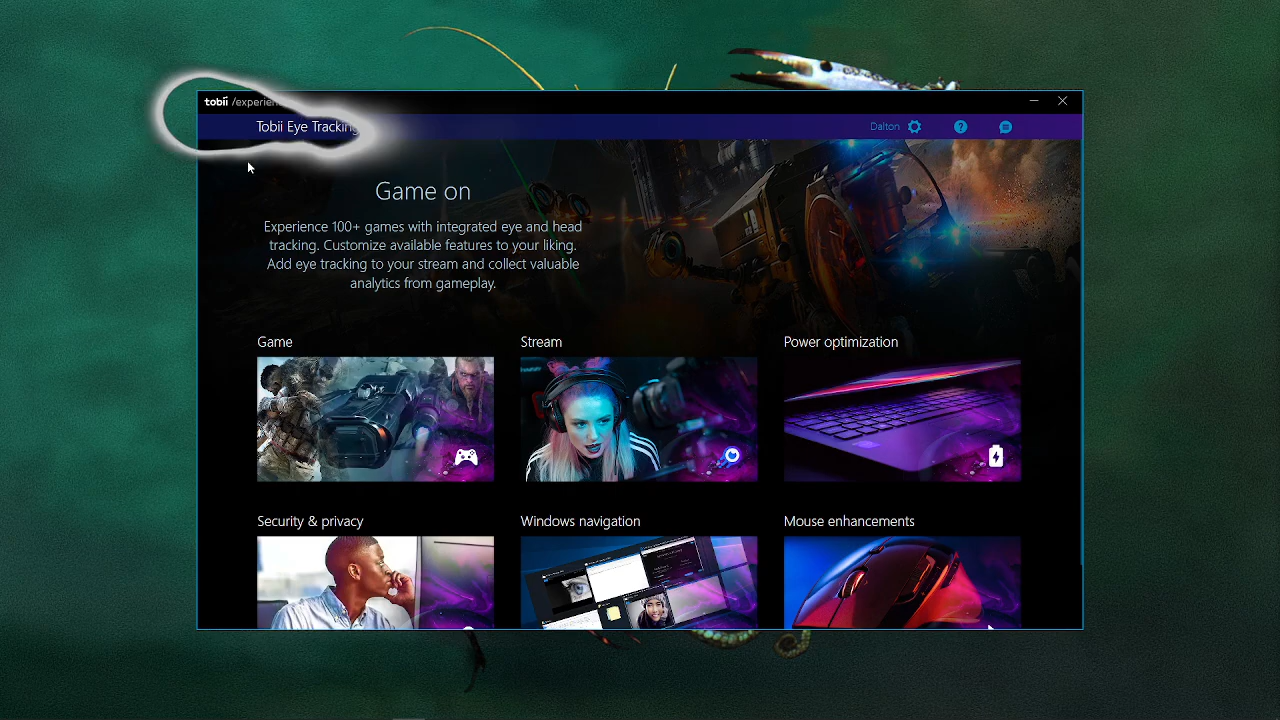 tobii /experien
Tobii Eye Tracking
Dalton
Game on
Experience 100+ games with integrated eye and head
tracking. Customize available features to your liking.
Add eye tracking to your stream and collect valuable
analytics from gameplay.
Game
Stream
Power optimization
Security & privacy
Windows navigation
Mouse enhancements